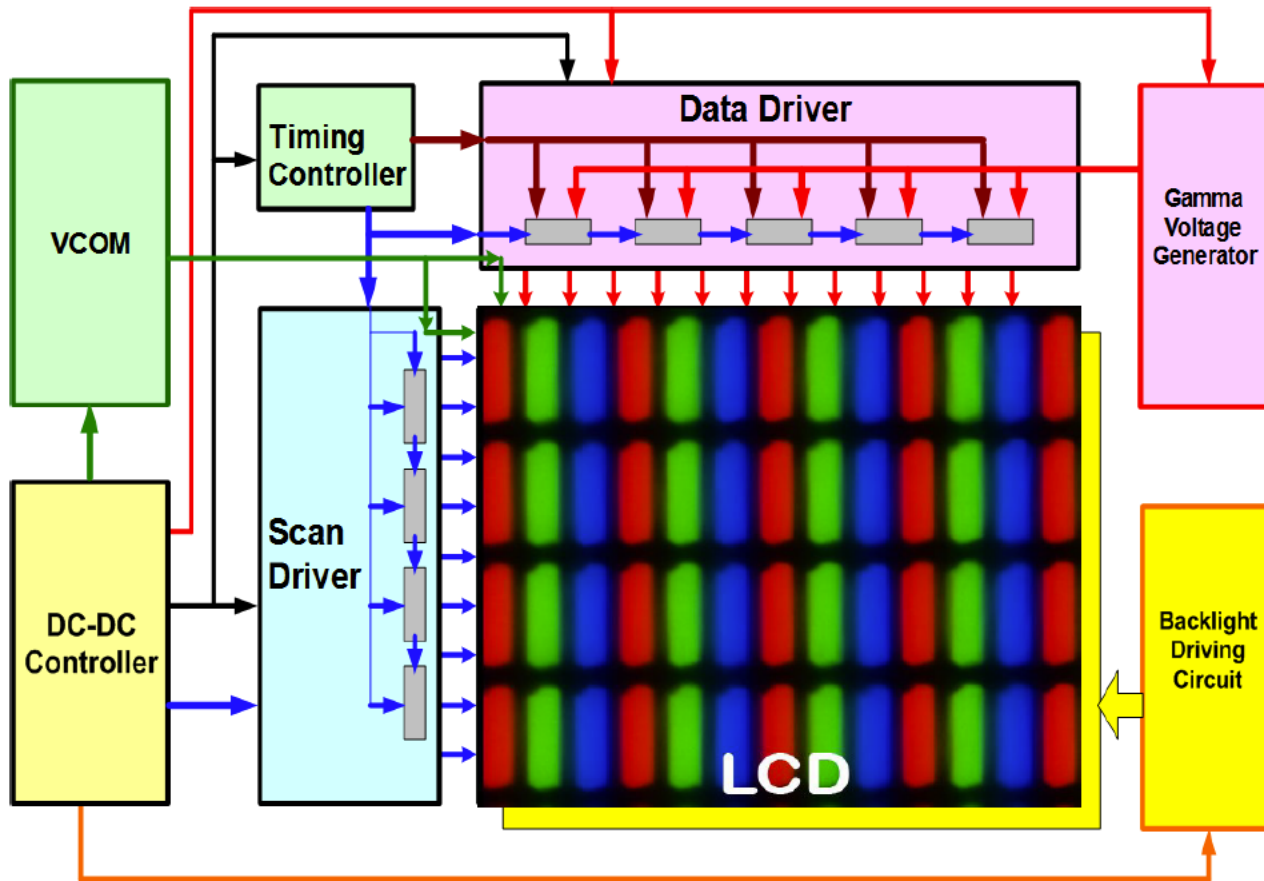 VCOM
Timing
Controller
Data Driver
Gamma
Voltage
Generator
Scan
Driver
DC-DC
Controller
Backlight
Driving
Circuit
LCD